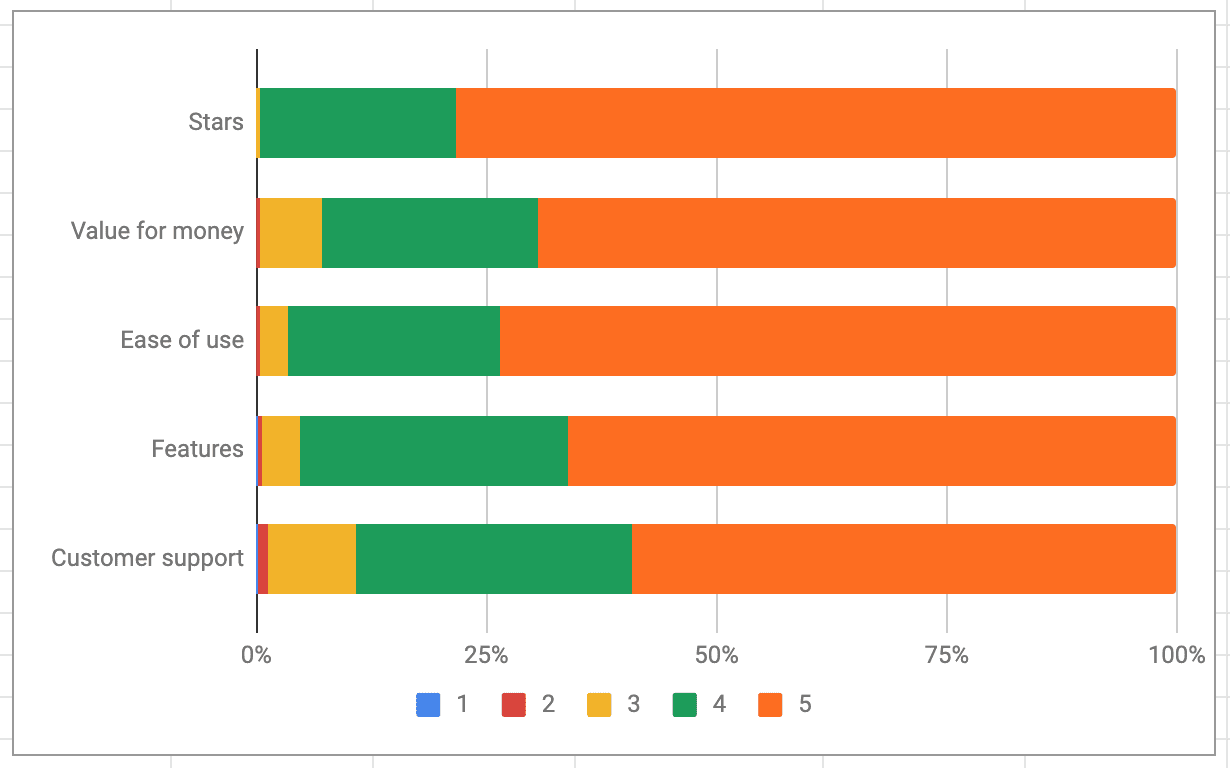 Stars
Value for money
Ease of use
Features
Customer support
0% 25% 50% 75% 100%
1 2 3 4 5